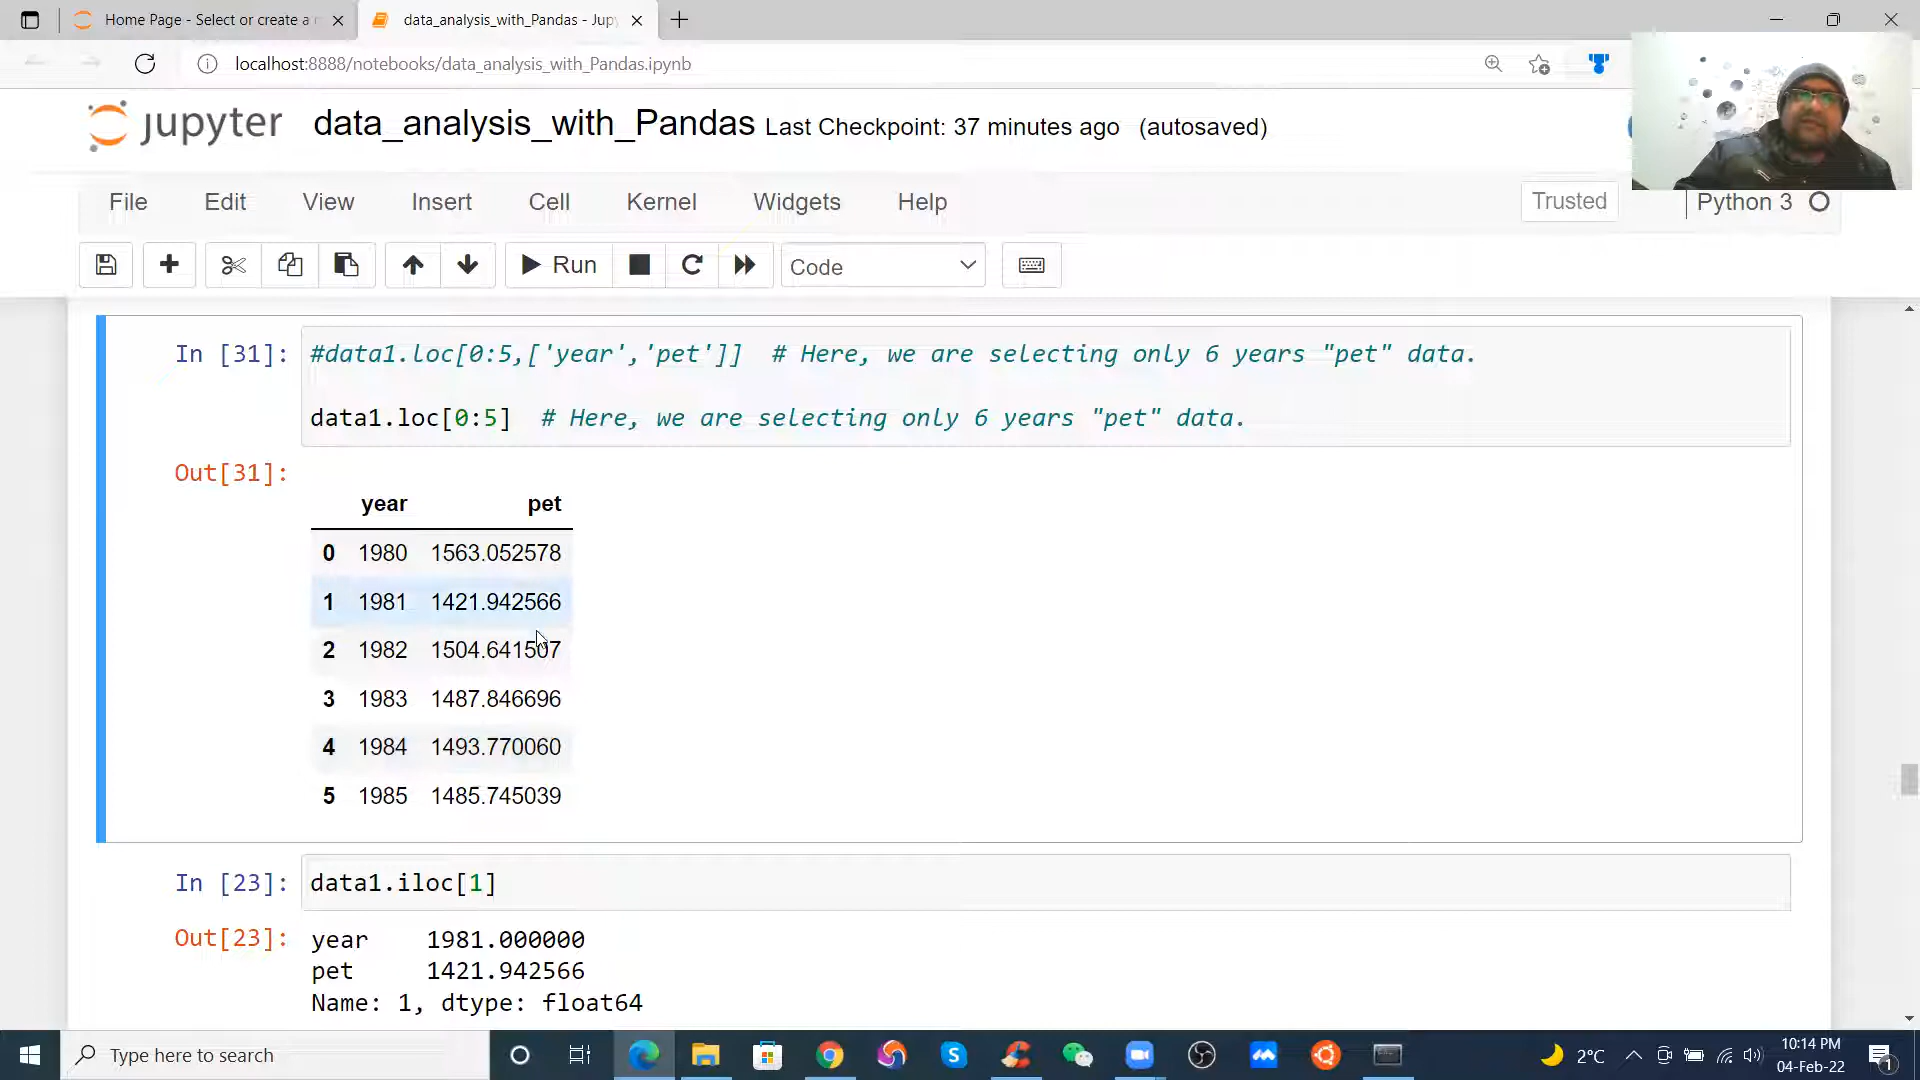 Home Page - Select or create a n
data_analysis_with_Pandas - Jup
localhost:8888/notebooks/data_analysis_with_Pandas.ipynb
jupyter data_analysis_with_Pandas Last Checkpoint: 37 minutes ago (autosaved)
File Edit View Insert Cell Kernel Widgets Help Trusted Python 3
Run Code
In [31]: #data1.loc[0:5,['year','pet']] # Here, we are selecting only 6 years "pet" data.
data1.loc[0:5] # Here, we are selecting only 6 years "pet" data.
Out[31]:
year pet
0 1980 1563.052578
1 1981 1421.942566
2 1982 1504.641507
3 1983 1487.846696
4 1984 1493.770060
5 1985 1485.745039
In [23]: data1.iloc[1]
Out[23]: year 1981.000000
pet 1421.942566
Name: 1, dtype: float64
Type here to search
2°C
10:14 PM
04-Feb-22
1